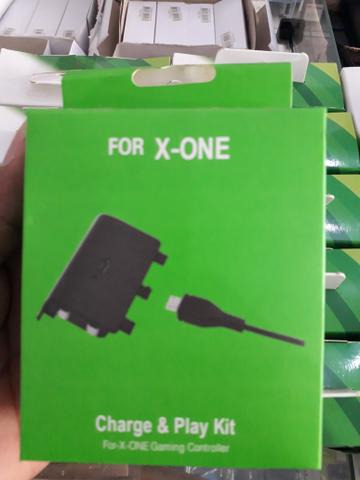 FOR X-ONE
Charge & Play Kit
For-X-ONE Gaming Controller